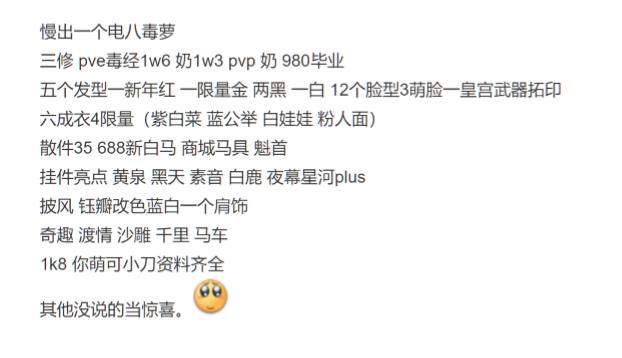 慢出一个电八毒萝
三修 pve毒经1w6 奶1w3 pvp 奶 980毕业
五个发型一新年红 一限量金 两黑 一白 12个脸型3萌脸一皇宫武器拓印
六成衣4限量（紫白菜 蓝公举 白娃娃 粉人面）
散件35 688新白马 商城马具 魁首
挂件亮点 黄泉 黑天 素音 白鹿 夜幕星河plus
披风 钰瓣改色蓝白一个肩饰
奇趣 渡情 沙雕 千里 马车
1k8 你萌可小刀资料齐全
其他没说的当惊喜。